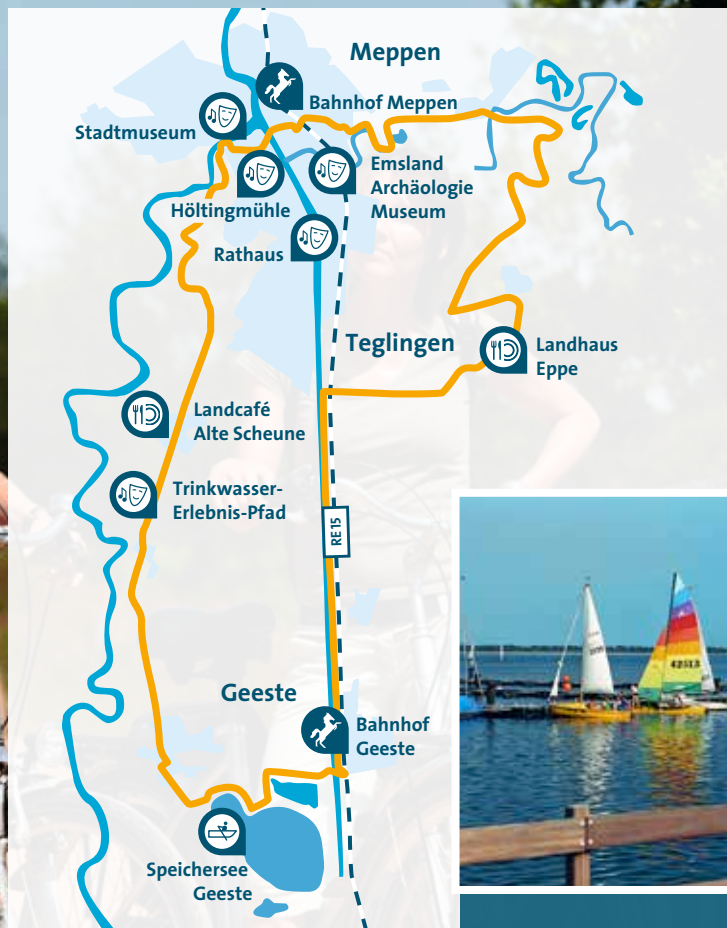 Meppen
Bahnhof Meppen
Stadtmuseum
Emsland
Archäologie
Museum
Höltingmühle
Rathaus
Teglingen
Landhaus
Eppe
Landcafé
Alte Scheune
Trinkwasser-
Erlebnis-Pfad
RE15
Geeste
Bahnhof
Geeste
Speichersee
Geeste